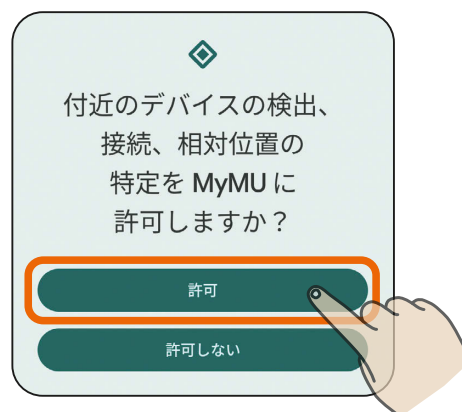 付近のデバイスの検出、
接続、相対位置の
特定を MyMU に
許可しますか？
許可
許可しない